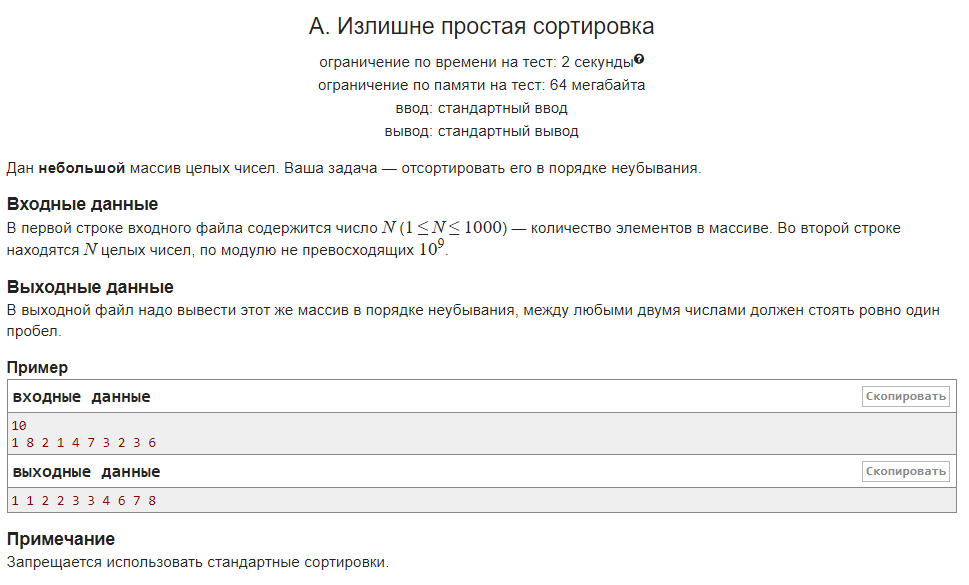 А. Излишне простая сортировка
ограничение по времени на тест: 2 секунды?
ограничение по памяти на тест: 64 мегабайта
ввод: стандартный ввод
вывод: стандартный вывод
Дан небольшой массив целых чисел. Ваша задача — отсортировать его в порядке неубывания.
Входные данные
В первой строке входного файла содержится число N (1 ≤ N ≤ 1000) — количество элементов в массиве. Во второй строке
находятся N целых чисел, по модулю не превосходящих 10⁹.
Выходные данные
В выходной файл надо вывести этот же массив в порядке неубывания, между любыми двумя числами должен стоять ровно один
пробел.
Пример
входные данные Скопировать
10
1 8 2 1 4 7 3 2 3 6
выходные данные Скопировать
1 1 2 2 3 3 4 6 7 8
Примечание
Запрещается использовать стандартные сортировки.